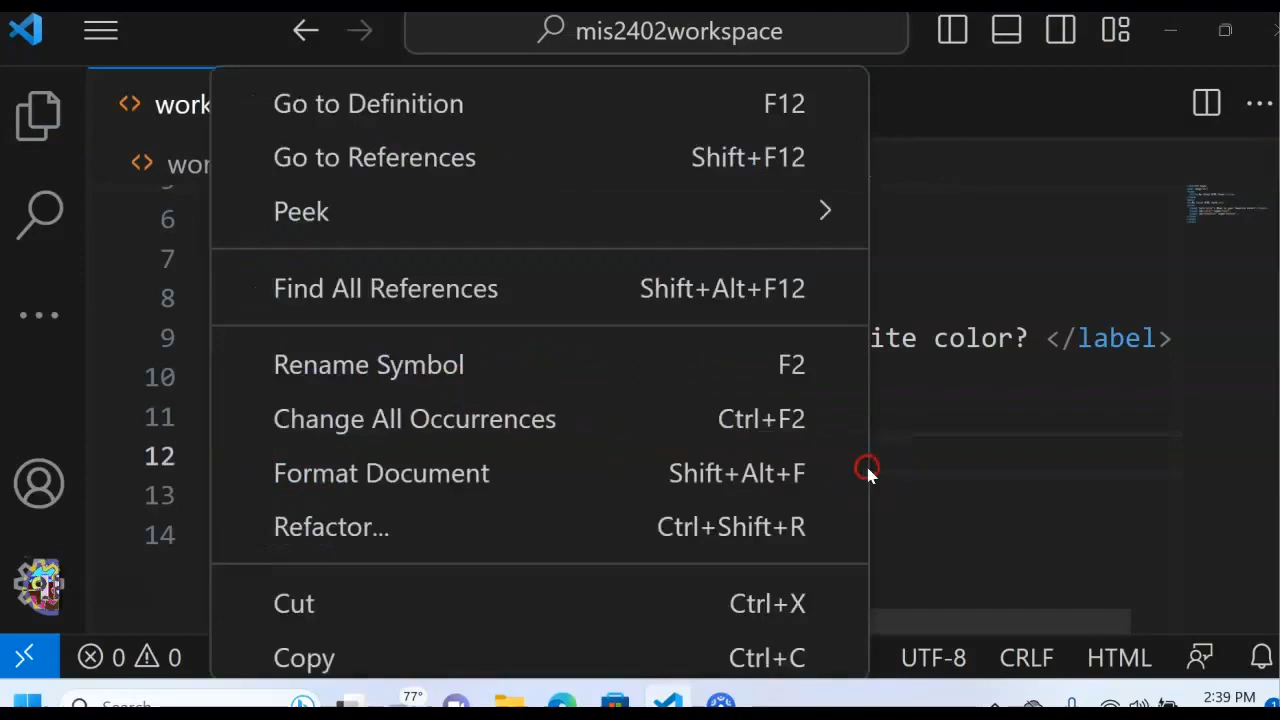 mis2402workspace
work
wor
Go to Definition F12
Go to References Shift+F12
Peek
Find All References Shift+Alt+F12
Rename Symbol F2
Change All Occurrences Ctrl+F2
Format Document Shift+Alt+F
Refactor... Ctrl+Shift+R
Cut Ctrl+X
Copy Ctrl+C
6
7
8
9 ite color? </label>
10
11
12
13
14
0 0 UTF-8 CRLF HTML
Search 77° 2:39 PM